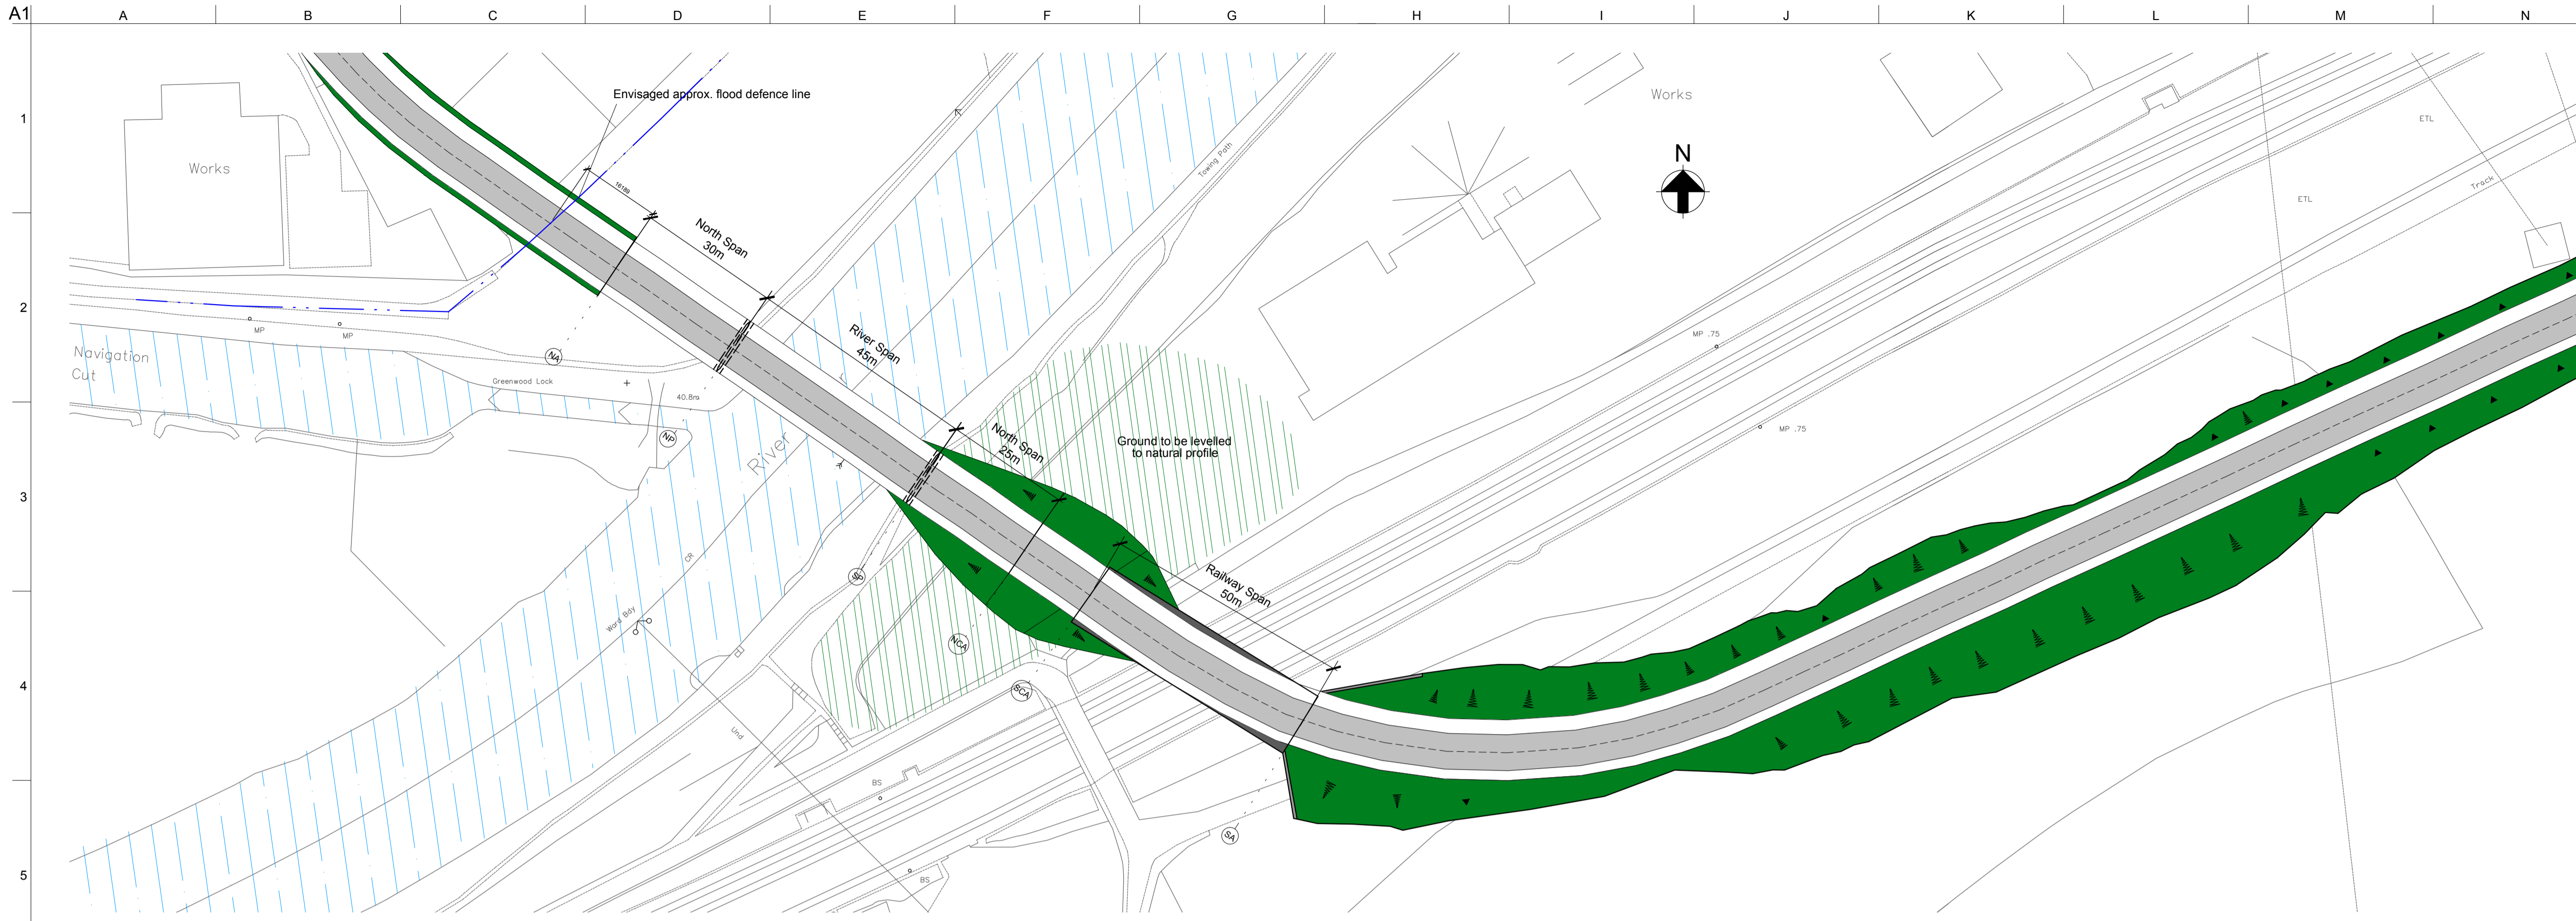 A1
A B C D E F G H I J K L M N
1
2
3
4
5
Envisaged approx. flood defence line
Works
Works
N
ETL
ETL
Track
Towing Path
16189
North Span
30m
River Span
45m
North Span
25m
Railway Span
50m
Ground to be levelled
to natural profile
MP
MP
Navigation
Cut
NA
Greenwood Lock
40.8m
NP
River
r
CR
SP
Ward Bdy
NCA
SCA
Und
BS
BS
SA
MP .75
MP .75